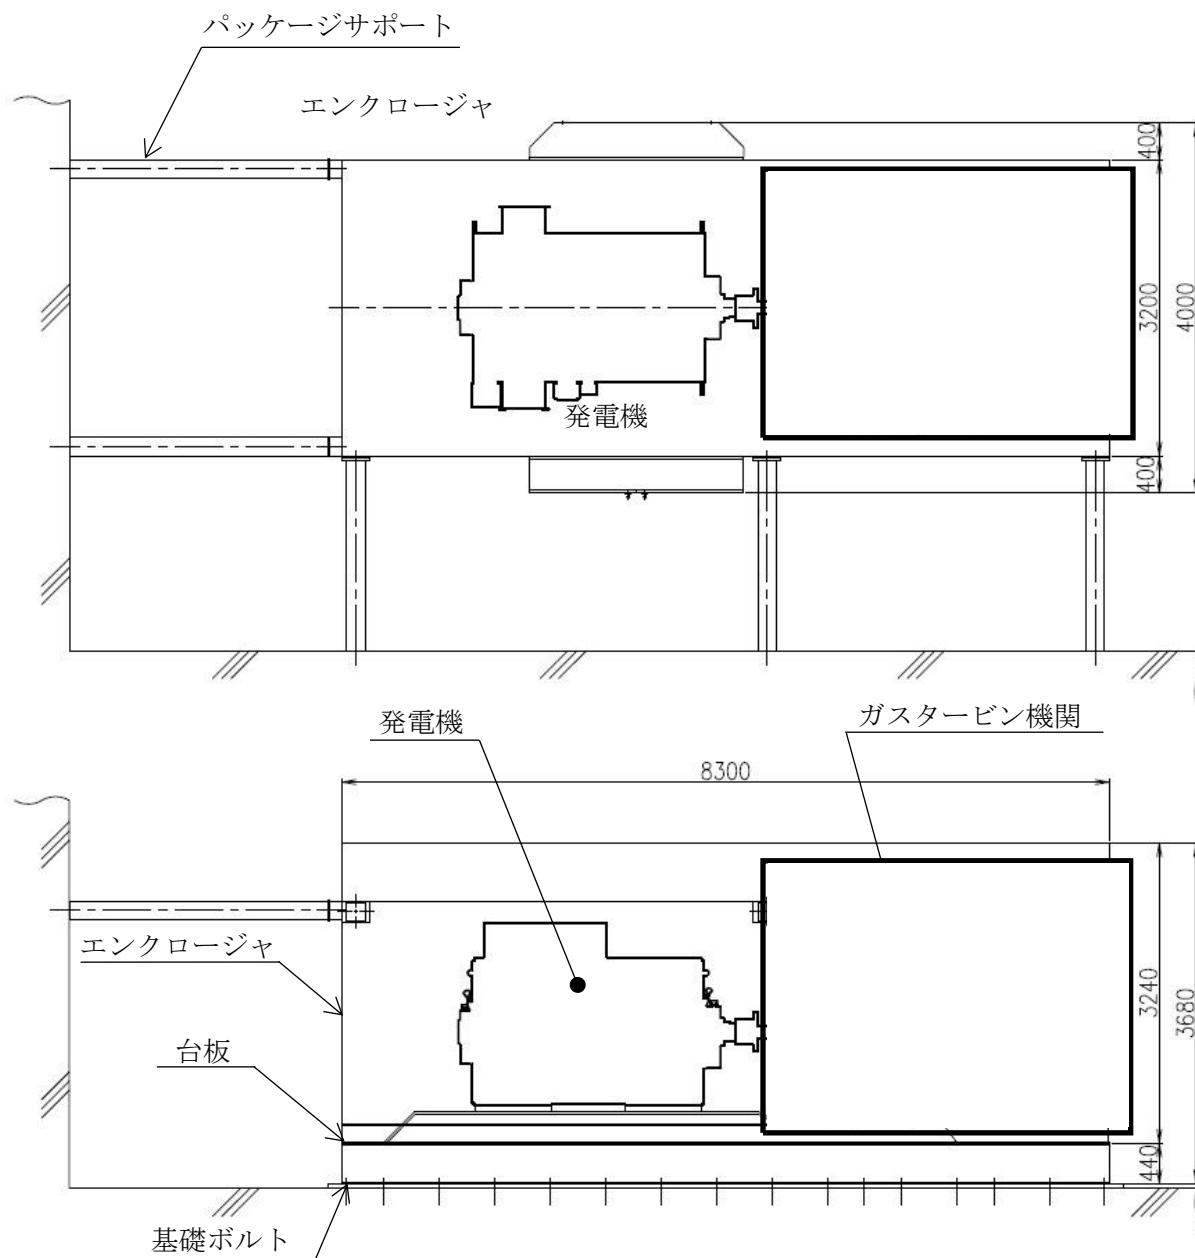 パッケージサポート
エンクロージャ
400
3200
4000
発電機
400
発電機
ガスタービン機関
8300
エンクロージャ
3240
3680
台板
440
基礎ボルト